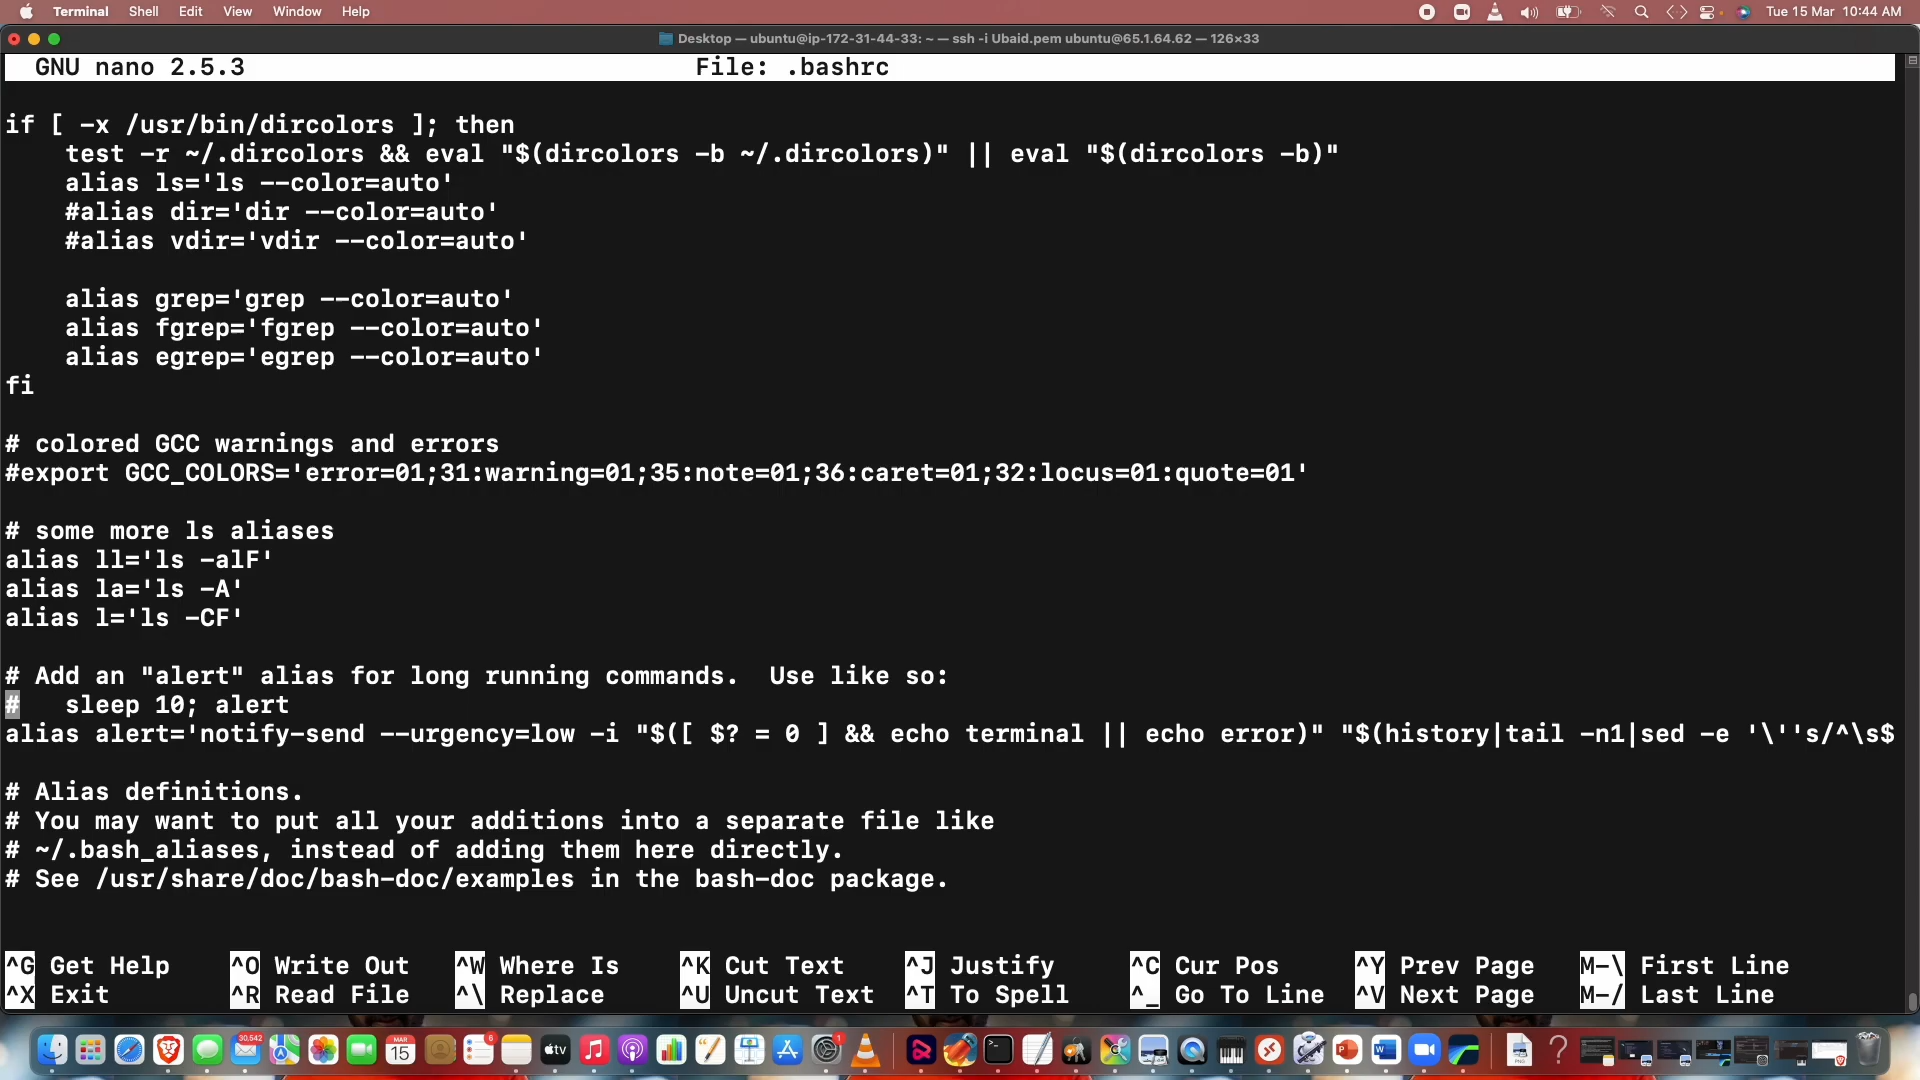 Terminal Shell Edit View Window Help Tue 15 Mar 10:44 AM
Desktop — ubuntu@ip-172-31-44-33: ~ — ssh -i Ubaid.pem ubuntu@65.1.64.62 — 126×33
GNU nano 2.5.3 File: .bashrc
if [ -x /usr/bin/dircolors ]; then
    test -r ~/.dircolors && eval "$(dircolors -b ~/.dircolors)" || eval "$(dircolors -b)"
    alias ls='ls --color=auto'
    #alias dir='dir --color=auto'
    #alias vdir='vdir --color=auto'
    alias grep='grep --color=auto'
    alias fgrep='fgrep --color=auto'
    alias egrep='egrep --color=auto'
fi
# colored GCC warnings and errors
#export GCC_COLORS='error=01;31:warning=01;35:note=01;36:caret=01;32:locus=01:quote=01'
# some more ls aliases
alias ll='ls -alF'
alias la='ls -A'
alias l='ls -CF'
# Add an "alert" alias for long running commands.  Use like so:
#   sleep 10; alert
alias alert='notify-send --urgency=low -i "$([ $? = 0 ] && echo terminal || echo error)" "$(history|tail -n1|sed -e '\''s/^\s$
# Alias definitions.
# You may want to put all your additions into a separate file like
# ~/.bash_aliases, instead of adding them here directly.
# See /usr/share/doc/bash-doc/examples in the bash-doc package.
^G Get Help ^O Write Out ^W Where Is ^K Cut Text ^J Justify ^C Cur Pos ^Y Prev Page M-\ First Line
^X Exit ^R Read File ^\ Replace ^U Uncut Text ^T To Spell ^_ Go To Line ^V Next Page M-/ Last Line
30,542 MAR 15 tv 6 1